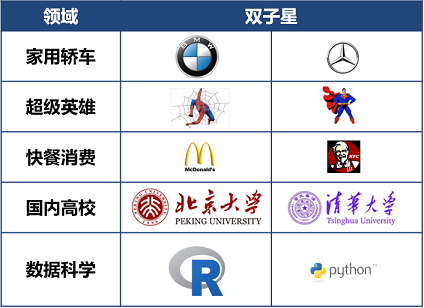 领域 双子星
家用轿车 BMW
超级英雄
快餐消费 McDonald's KFC
国内高校 北京大学 清华大学
PEKING UNIVERSITY Tsinghua University
数据科学 R python™